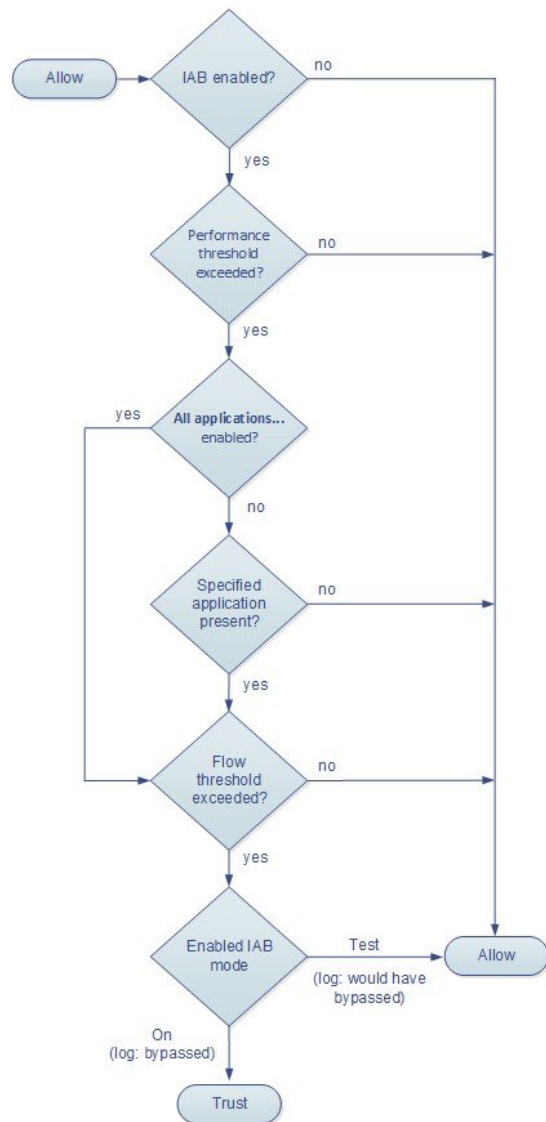 Allow
IAB enabled?
no
yes
Performance
threshold
exceeded?
no
yes
All applications...
enabled?
yes
no
Specified
application
present?
no
yes
Flow
threshold
exceeded?
no
yes
Enabled IAB
mode
Test
(log: would have
bypassed)
Allow
On
(log: bypassed)
Trust